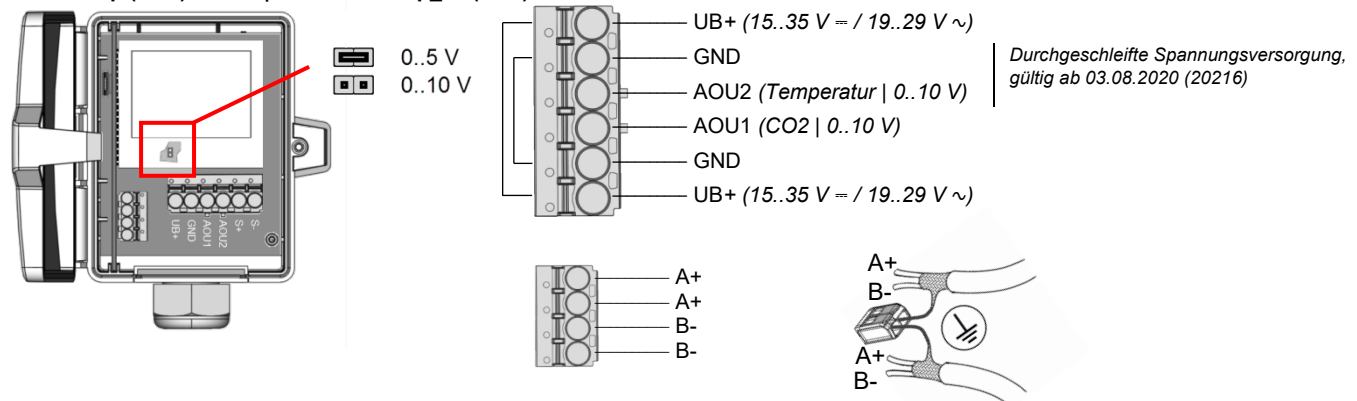 0..5 V
0..10 V
UB+
GND
AOU1
AOU2
S+
S-
UB+ (15..35 V ⎓ / 19..29 V ∿)
GND
AOU2 (Temperatur | 0..10 V)
AOU1 (CO2 | 0..10 V)
GND
UB+ (15..35 V ⎓ / 19..29 V ∿)
Durchgeschleifte Spannungsversorgung,
gültig ab 03.08.2020 (20216)
A+
A+
B-
B-
A+
B-
A+
B-